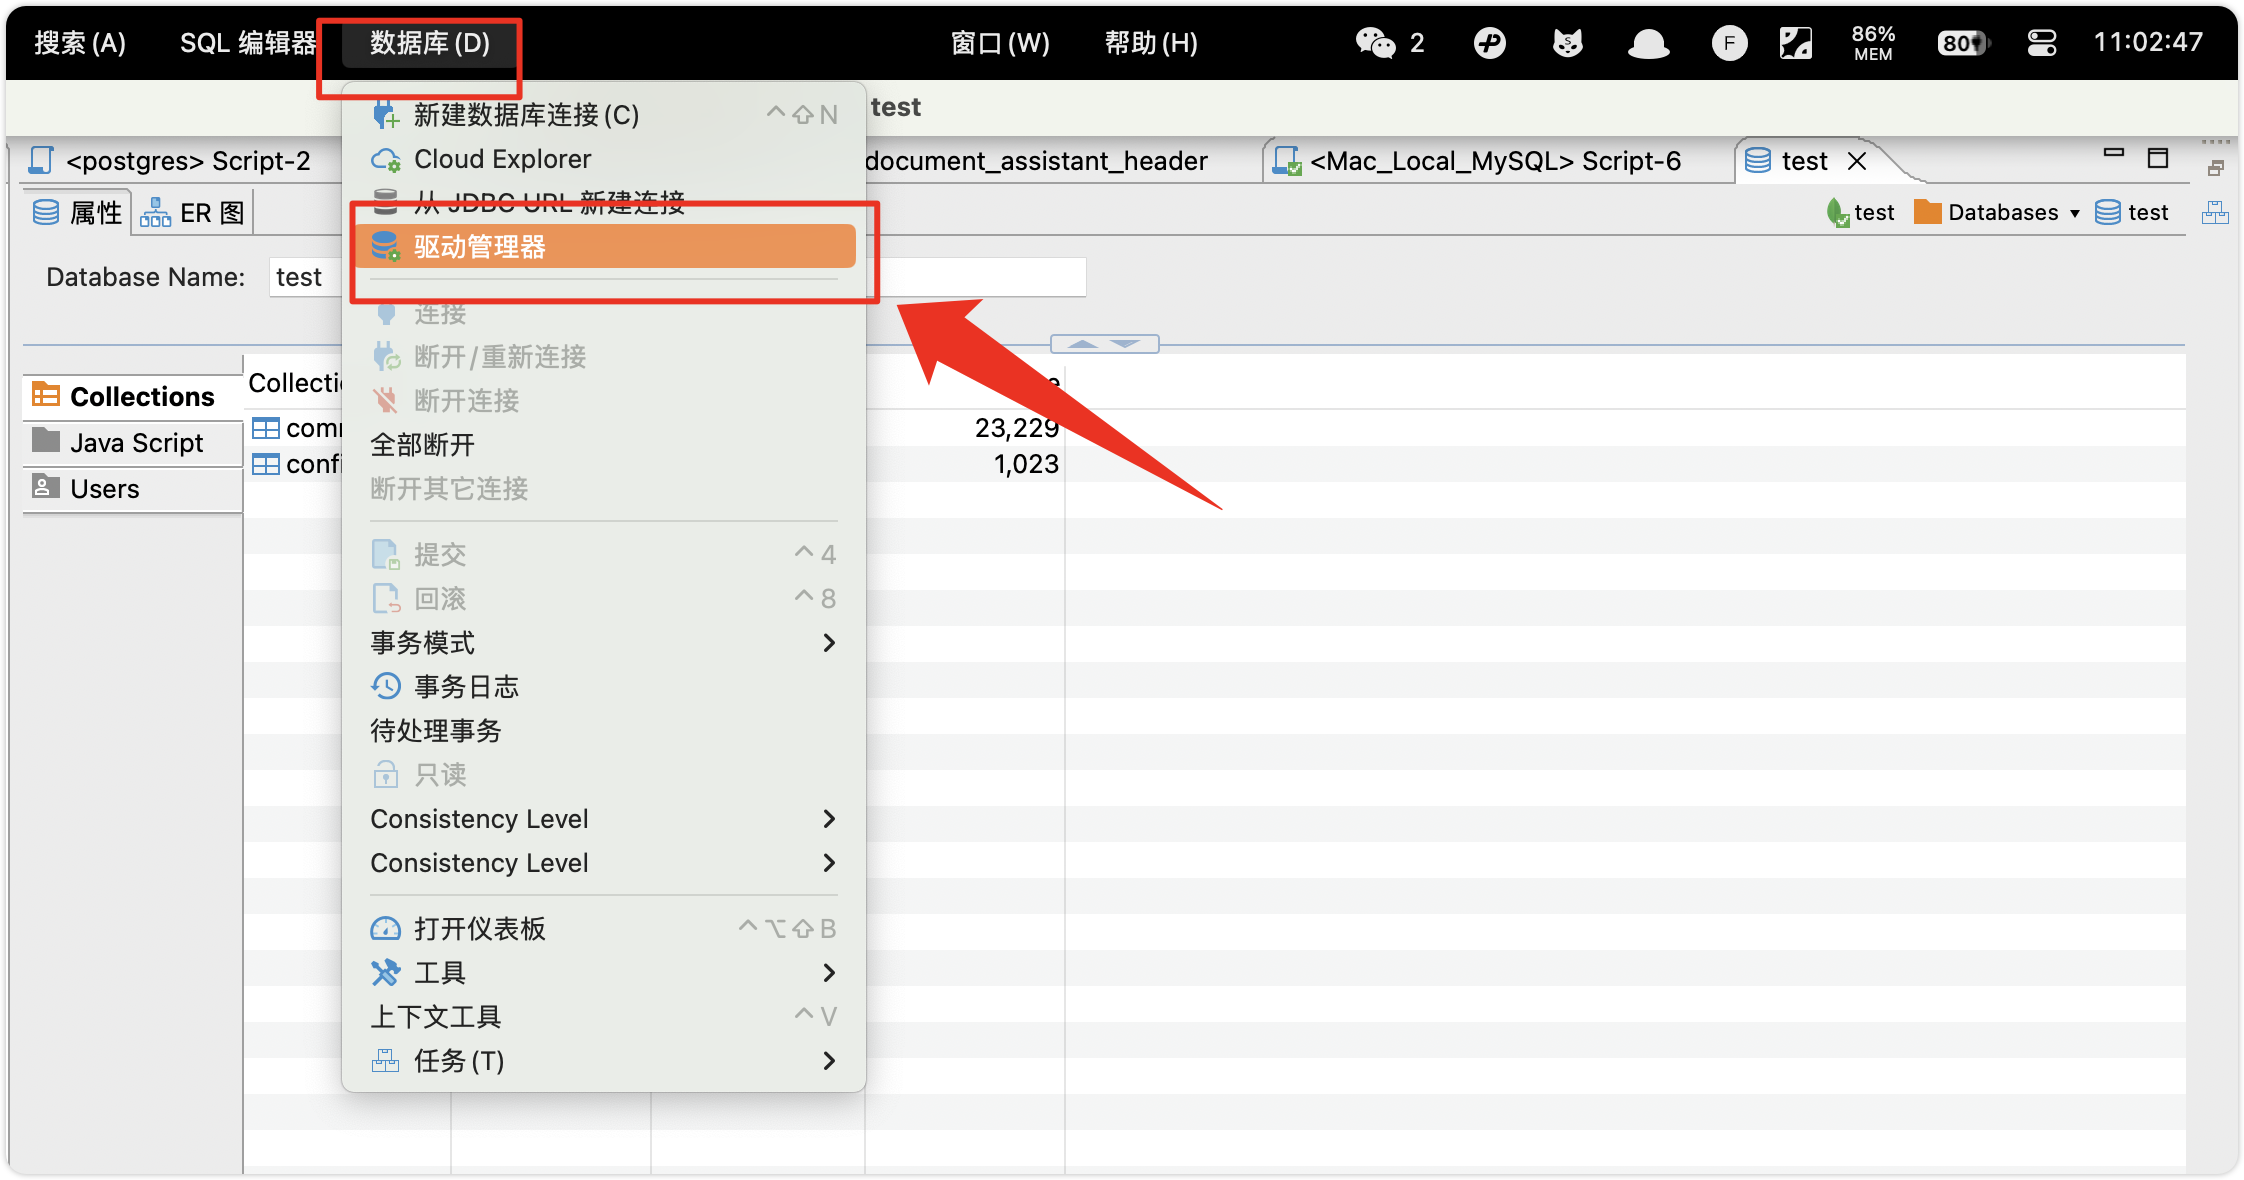 搜索(A) SQL 编辑器 数据库(D) 窗口(W) 帮助(H) 2 F 86% MEM 80 11:02:47
test
<postgres> Script-2 document_assistant_header <Mac_Local_MySQL> Script-6 test
属性 ER 图 test Databases test
Database Name: test
新建数据库连接(C) ^⇧N
Cloud Explorer
从 JDBC URL 新建连接
驱动管理器
连接
断开/重新连接
断开连接
全部断开
断开其它连接
提交 ^4
回滚 ^8
事务模式
事务日志
待处理事务
只读
Consistency Level
Consistency Level
打开仪表板 ^⌥⇧B
工具
上下文工具 ^V
任务(T)
Collections
Java Script
Users
Collecti e
com 23,229
confi 1,023